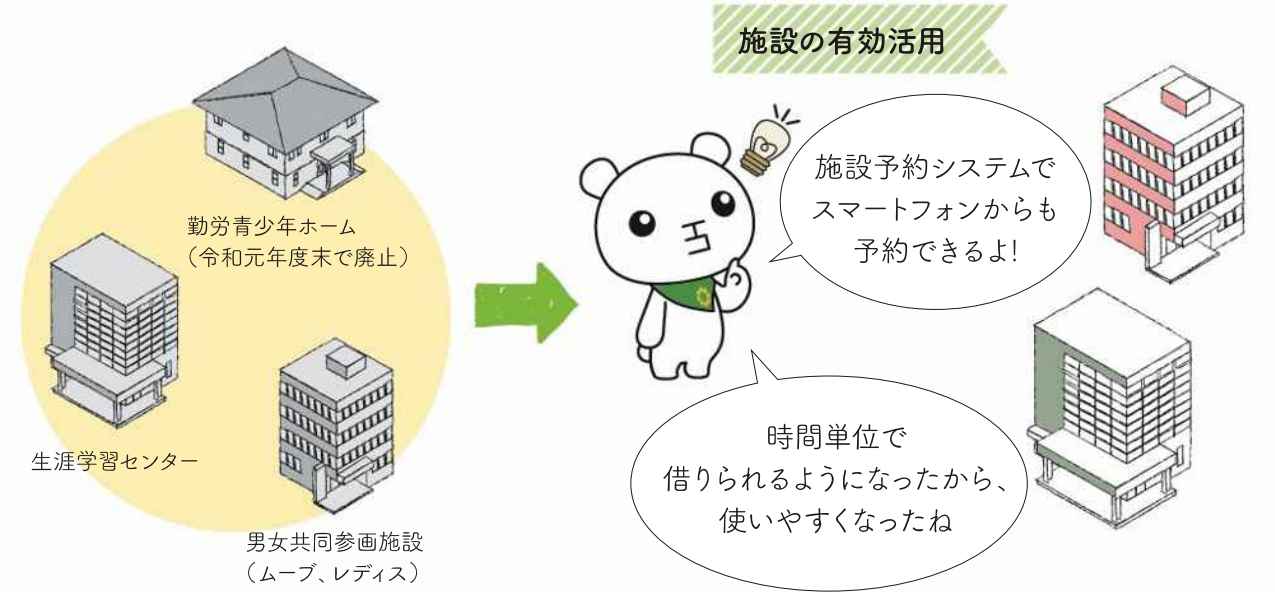 施設の有効活用
勤労青少年ホーム
（令和元年度末で廃止）
生涯学習センター
男女共同参画施設
（ムーブ、レディス）
施設予約システムで
スマートフォンからも
予約できるよ!
時間単位で
借りられるようになったから、
使いやすくなったね